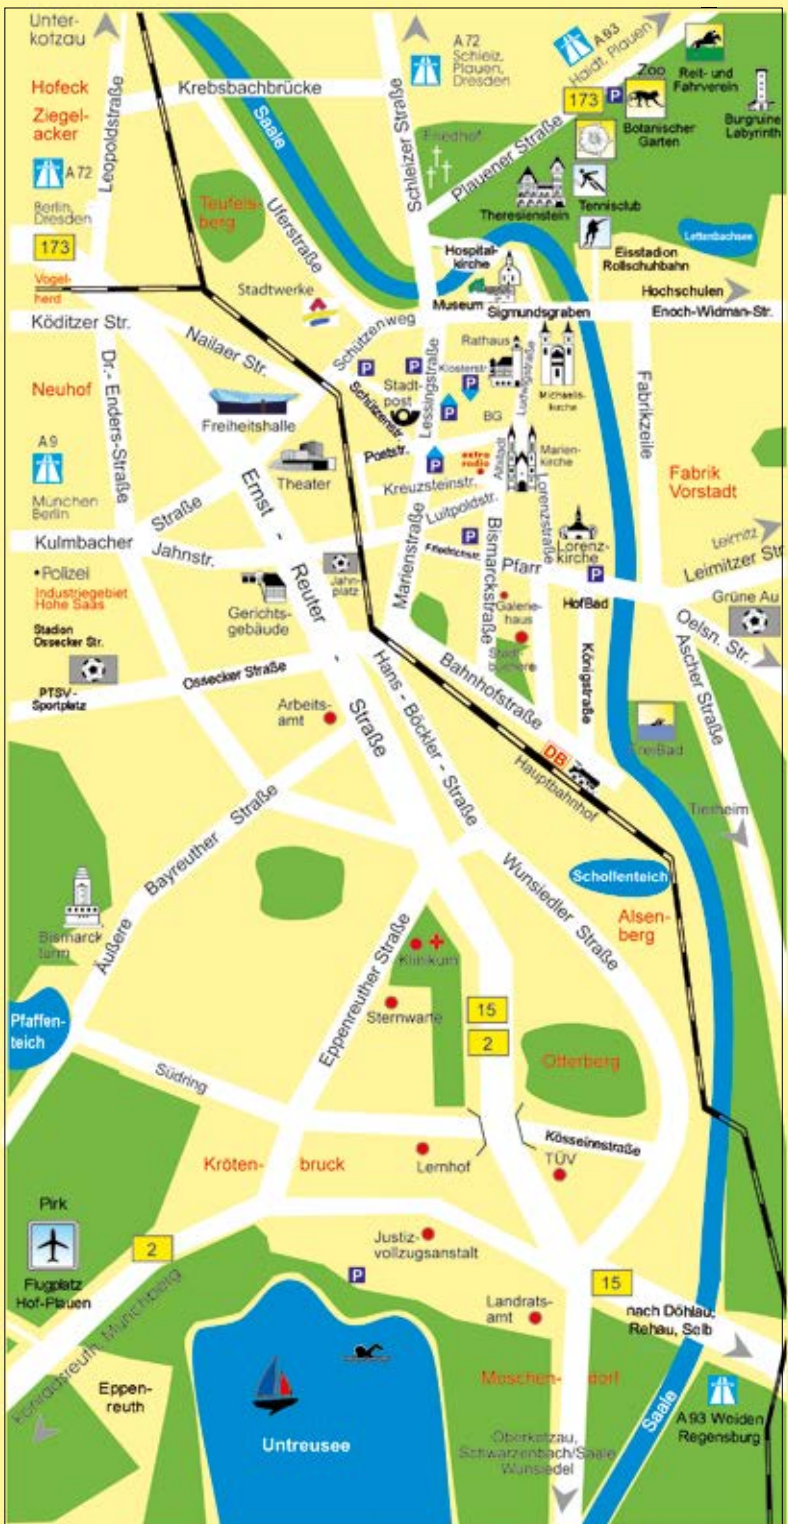 Unter-
kotzau
A 72
Schleiz,
Plauen,
Dresden
A 93
Haidt, Plauen
Zoo
Reit- und
Fahrverein
Hofeck
Krebsbachbrücke
173
P
Ziegel-
acker
Leopoldstraße
Saale
Schleizer Straße
Friedhof
Botanischer
Garten
Burgruine
Labyrinth
A 72
Plauener Straße
Berlin,
Dresden
Teufels-
berg
Uferstraße
Theresienstein
Tennisclub
173
Hospital-
kirche
Eisstadion
Rollschuhbahn
Lettenbachsee
Vogel-
herd
Stadtwerke
Museum
Sigmundsgraben
Hochschulen
Enoch-Widman-Str.
Köditzer Str.
Nailaer Str.
Schützenweg
Lessingstraße
Rathaus
Ludwigstraße
Michaelis-
kirche
Dr.- Enders-Straße
P
P
Klosterstr.
P
Fabrikzeile
Neuhof
Freiheitshalle
Schützenstr.
Stadt-
post
P
BG
A 9
München
Berlin
Theater
Poststr.
P
extra
radio
Altstadt
Marien-
kirche
Fabrik
Vorstadt
Ernst - Reuter - Straße
Kreuzsteinstr.
Lorenzstraße
Straße
Luitpoldstr.
Kulmbacher
Jahnstr.
P
Bismarckstraße
Lorenz-
kirche
Leimitz
Leimitzer Str.
Marienstraße
Friedrichstr.
Pfarr
P
Polizei
Industriegebiet
Hohe Saas
Jahn-
platz
Gerichts-
gebäude
Galerie-
haus
HofBad
Grüne Au
Stadion
Ossecker Str.
Königstraße
Oelsn. Str.
PTSV-
Sportplatz
Ossecker Straße
Hans - Böckler - Straße
Bahnhofstraße
Ascher Straße
Arbeits-
amt
DB
Hauptbahnhof
FreiBad
Tierheim
Äußere Bayreuther Straße
Wunsiedler Straße
Schollenteich
Alsen-
berg
Bismarck
turm
Eppenreuther Straße
Klinikum
Pfaffen-
teich
Sternwarte
15
2
Otterberg
Südring
Kösseinestraße
Kröten- bruck
Lernhof
TÜV
Pirk
Flugplatz
Hof-Plauen
2
Justiz-
vollzugsanstalt
P
15
Landrats-
amt
nach Döhlau,
Rehau, Selb
Konradsreuth, Münchberg
Eppen-
reuth
Moschen- dorf
Untreusee
Oberkotzau,
Schwarzenbach/Saale
Wunsiedel
Saale
A 93 Weiden
Regensburg